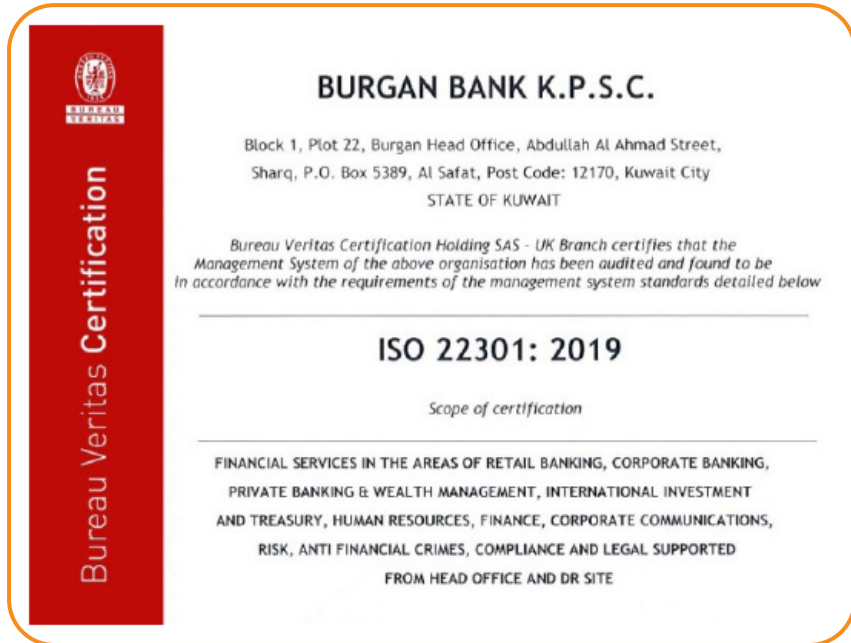 BUREAU
VERITAS
Bureau Veritas Certification
BURGAN BANK K.P.S.C.
Block 1, Plot 22, Burgan Head Office, Abdullah Al Ahmad Street,
Sharq, P.O. Box 5389, Al Safat, Post Code: 12170, Kuwait City
STATE OF KUWAIT
Bureau Veritas Certification Holding SAS - UK Branch certifies that the
Management System of the above organisation has been audited and found to be
in accordance with the requirements of the management system standards detailed below
ISO 22301: 2019
Scope of certification
FINANCIAL SERVICES IN THE AREAS OF RETAIL BANKING, CORPORATE BANKING,
PRIVATE BANKING & WEALTH MANAGEMENT, INTERNATIONAL INVESTMENT
AND TREASURY, HUMAN RESOURCES, FINANCE, CORPORATE COMMUNICATIONS,
RISK, ANTI FINANCIAL CRIMES, COMPLIANCE AND LEGAL SUPPORTED
FROM HEAD OFFICE AND DR SITE